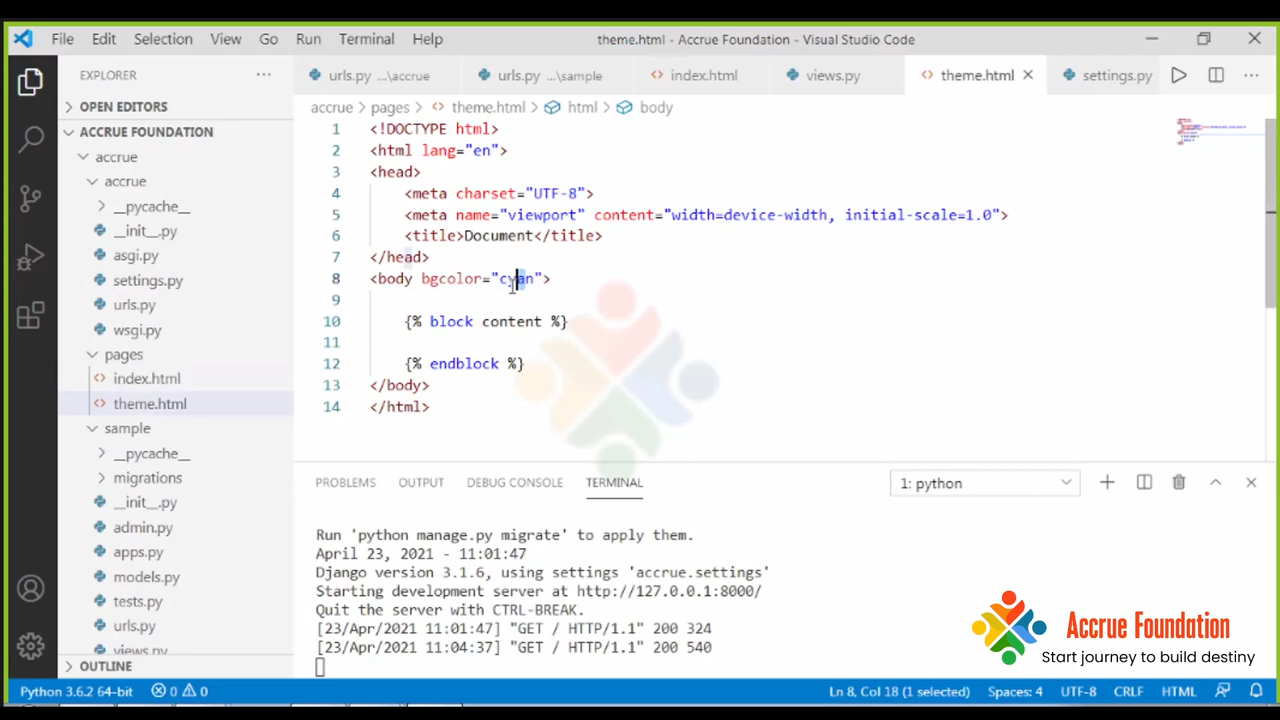 File Edit Selection View Go Run Terminal Help
theme.html - Accrue Foundation - Visual Studio Code
EXPLORER
urls.py ...\accrue
urls.py ...\sample
index.html
views.py
theme.html
settings.py
OPEN EDITORS
ACCRUE FOUNDATION
accrue
accrue
__pycache__
__init__.py
asgi.py
settings.py
urls.py
wsgi.py
pages
index.html
theme.html
sample
__pycache__
migrations
__init__.py
admin.py
apps.py
models.py
tests.py
urls.py
views.py
OUTLINE
accrue > pages > theme.html > html > body
1 <!DOCTYPE html>
2 <html lang="en">
3 <head>
4 <meta charset="UTF-8">
5 <meta name="viewport" content="width=device-width, initial-scale=1.0">
6 <title>Document</title>
7 </head>
8 <body bgcolor="cyan">
9
10 {% block content %}
11
12 {% endblock %}
13 </body>
14 </html>
PROBLEMS OUTPUT DEBUG CONSOLE TERMINAL
1: python
Run 'python manage.py migrate' to apply them.
April 23, 2021 - 11:01:47
Django version 3.1.6, using settings 'accrue.settings'
Starting development server at http://127.0.0.1:8000/
Quit the server with CTRL-BREAK.
[23/Apr/2021 11:01:47] "GET / HTTP/1.1" 200 324
[23/Apr/2021 11:04:37] "GET / HTTP/1.1" 200 540
Accrue Foundation
Start journey to build destiny
Python 3.6.2 64-bit 0 0
Ln 8, Col 18 (1 selected) Spaces: 4 UTF-8 CRLF HTML